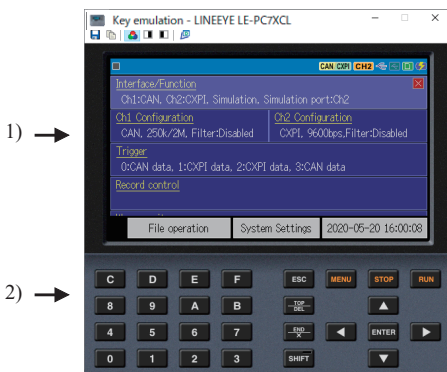 Key emulation - LINEEYE LE-PC7XCL
CAN CXPI CH2
Interface/Function
Ch1:CAN, Ch2:CXPI, Simulation, Simulation port:Ch2
Ch1 Configuration Ch2 Configuration
CAN, 250k/2M, Filter:Disabled CXPI, 9600bps,Filter:Disabled
1)
Trigger
0:CAN data, 1:CXPI data, 2:CXPI data, 3:CAN data
Record control
File operation System Settings 2020-05-20 16:00:08
C D E F ESC MENU STOP RUN
2)
8 9 A B TOP DEL
4 5 6 7 END X ENTER
0 1 2 3 SHIFT